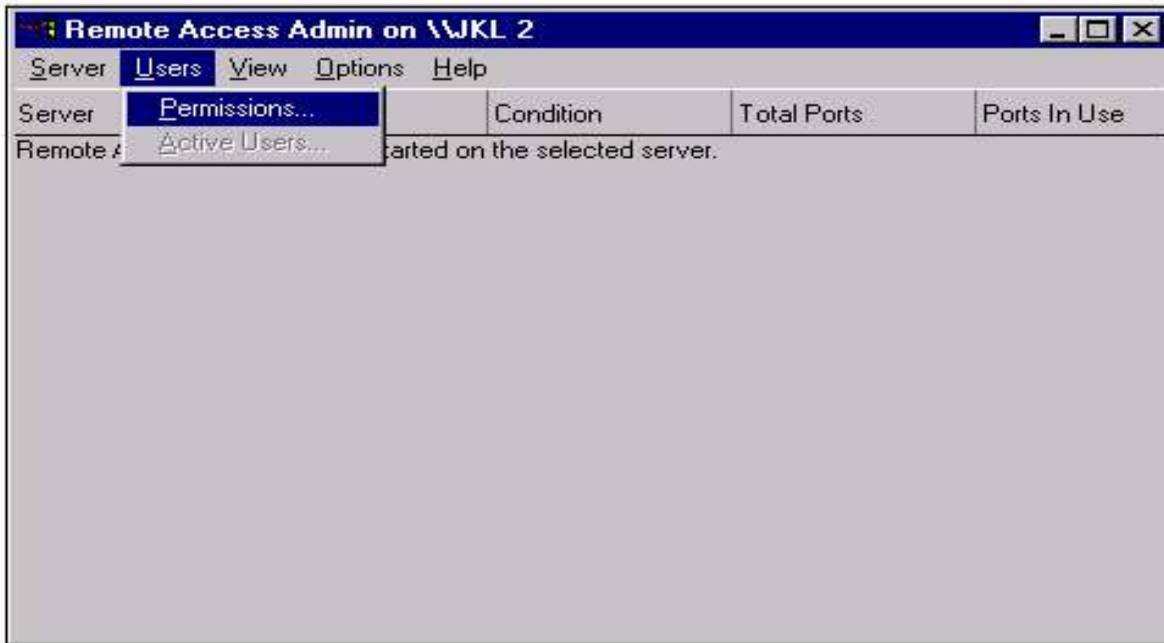 Remote Access Admin on \\JKL 2
Server Users View Options Help
Server Condition Total Ports Ports In Use
Permissions...
Active Users...
Remote arted on the selected server.